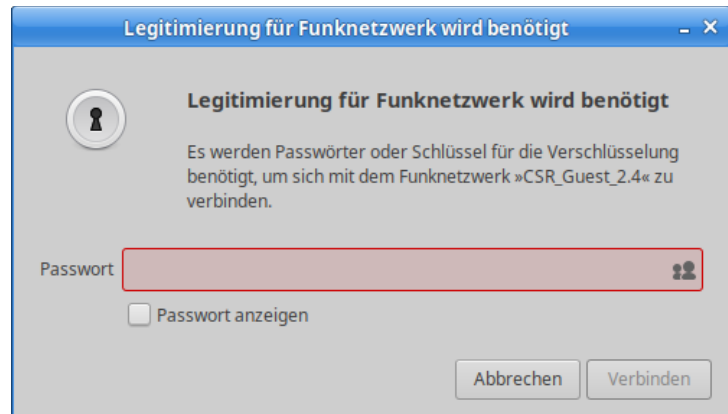 Legitimierung für Funknetzwerk wird benötigt
Legitimierung für Funknetzwerk wird benötigt
Es werden Passwörter oder Schlüssel für die Verschlüsselung
benötigt, um sich mit dem Funknetzwerk »CSR_Guest_2.4« zu
verbinden.
Passwort
Passwort anzeigen
Abbrechen Verbinden